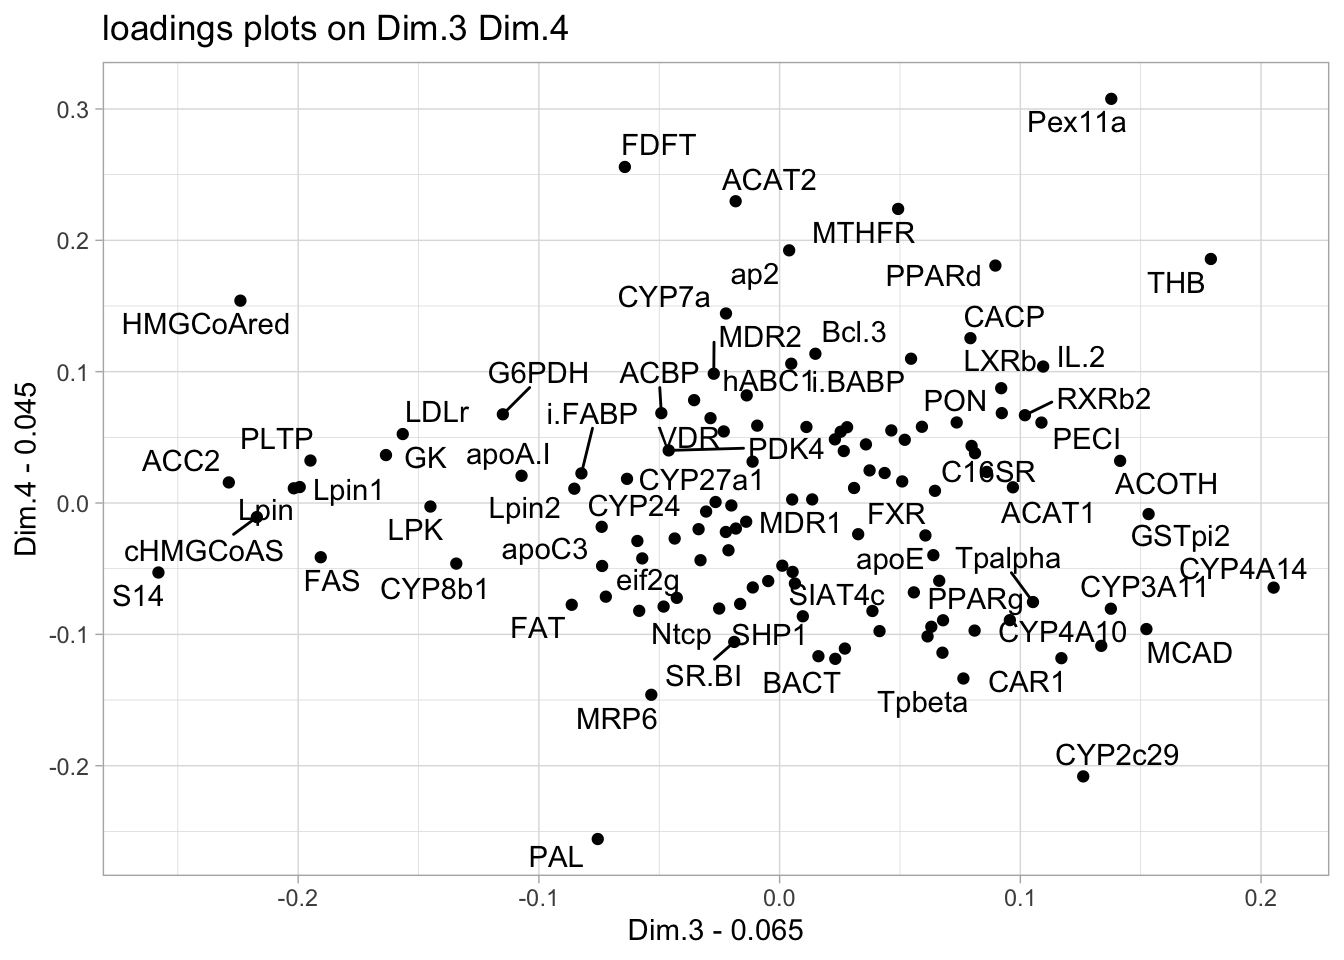 loadings plots on Dim.3 Dim.4
0.3
0.2
0.1
0.0
-0.1
-0.2
Dim.4 - 0.045
Pex11a
FDFT
ACAT2
MTHFR
ap2
PPARd
THB
CYP7a
HMGCoAred
CACP
MDR2
Bcl.3
LXRb
IL.2
G6PDH
ACBP
hABC1
i.BABP
PON
RXRb2
LDLr
i.FABP
PLTP
VDR
PDK4
PECI
ACC2
GK
apoA.I
C16SR
CYP27a1
ACOTH
Lpin1
Lpin
Lpin2
CYP24
MDR1
FXR
ACAT1
LPK
GSTpi2
cHMGCoAS
apoC3
apoE
Tpalpha
CYP4A14
FAS
eif2g
CYP3A11
S14
CYP8b1
SIAT4c
PPARg
FAT
Ntcp
SHP1
CYP4A10
MCAD
SR.BI
BACT
CAR1
Tpbeta
MRP6
CYP2c29
PAL
-0.2
-0.1
0.0
0.1
0.2
Dim.3 - 0.065